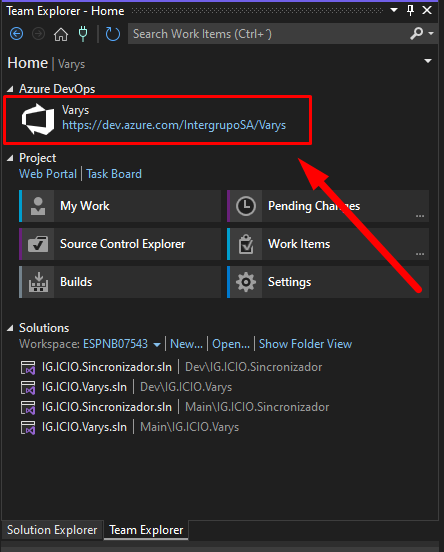 Team Explorer - Home
Search Work Items (Ctrl+´)
Home | Varys
Azure DevOps
Varys
https://dev.azure.com/IntergrupoSA/Varys
Project
Web Portal | Task Board
My Work
Pending Changes
...
Source Control Explorer
Work Items
...
Builds
Settings
Solutions
Workspace: ESPNB07543 | New... | Open... | Show Folder View
IG.ICIO.Sincronizador.sln | Dev\IG.ICIO.Sincronizador
IG.ICIO.Varys.sln | Dev\IG.ICIO.Varys
IG.ICIO.Sincronizador.sln | Main\IG.ICIO.Sincronizador
IG.ICIO.Varys.sln | Main\IG.ICIO.Varys
Solution Explorer
Team Explorer